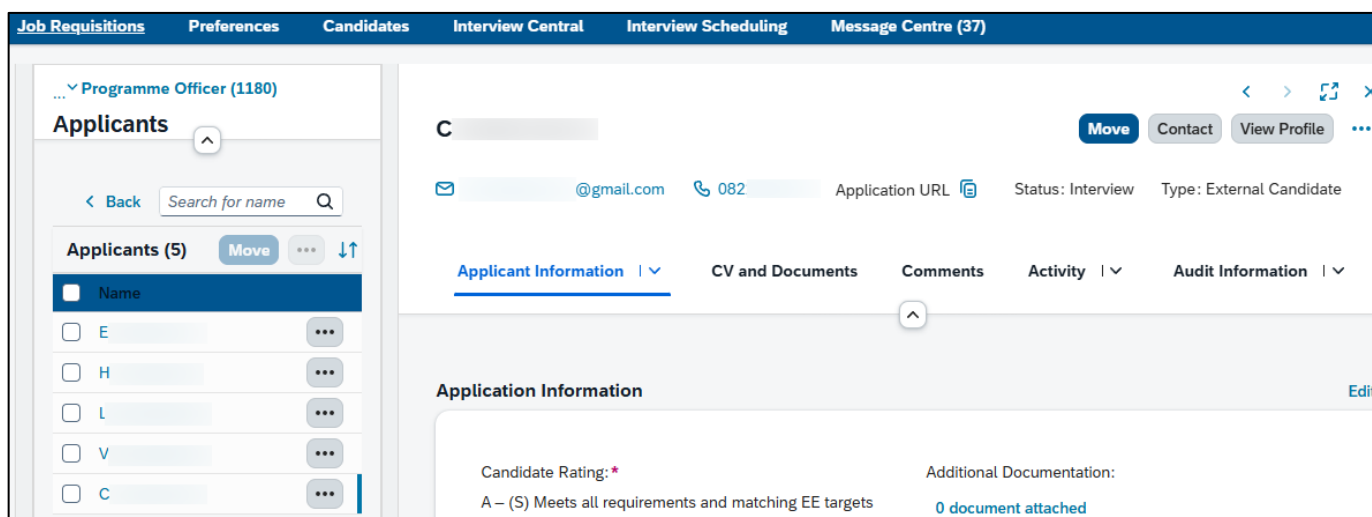 Job Requisitions Preferences Candidates Interview Central Interview Scheduling Message Centre (37)
... Programme Officer (1180)
Applicants
Back Search for name
Applicants (5) Move ...
Name
E ...
H ...
L ...
V ...
C ...
C
Move Contact View Profile ...
@gmail.com 082 Application URL Status: Interview Type: External Candidate
Applicant Information CV and Documents Comments Activity Audit Information
Application Information Edit
Candidate Rating:* Additional Documentation:
A – (S) Meets all requirements and matching EE targets 0 document attached